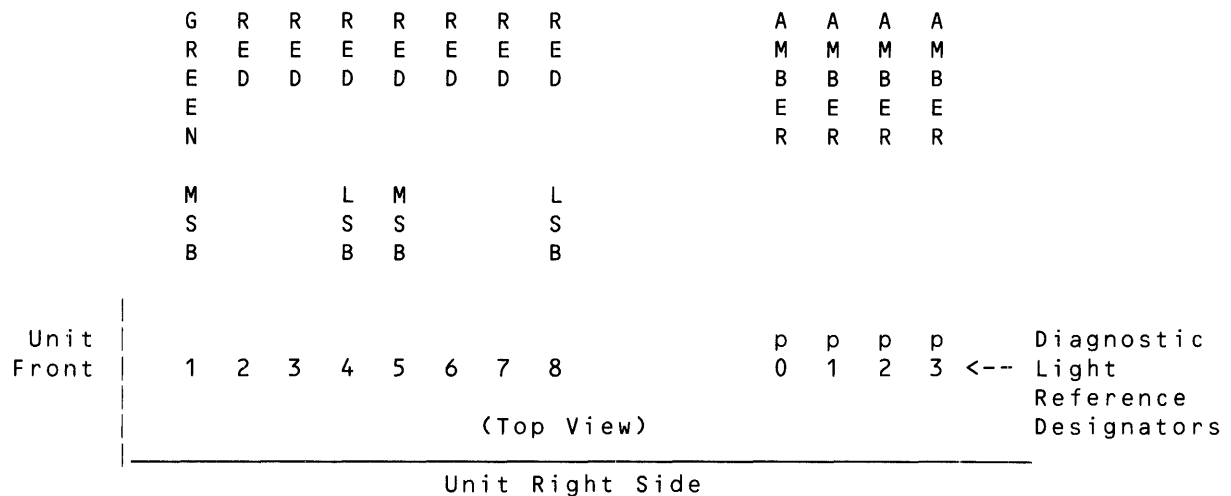 G R R R R R R R A A A A
R E E E E E E E M M M M
E D D D D D D D B B B B
E E E E E
N R R R R
M L M L
S S S S
B B B B
Unit p p p p Diagnostic
Front 1 2 3 4 5 6 7 8 0 1 2 3 <-- Light
Reference
(Top View) Designators
Unit Right Side